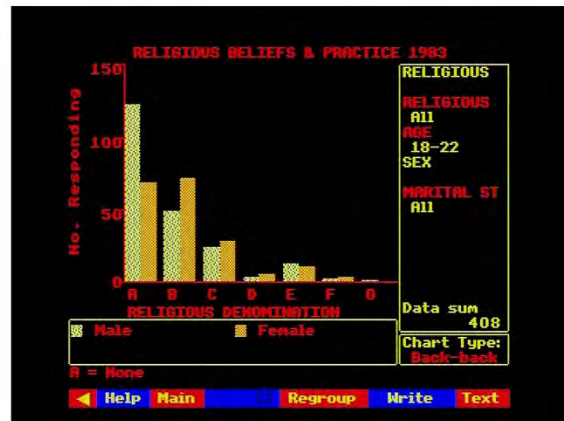 RELIGIOUS BELIEFS & PRACTICE 1983
150
100
50
0
No. Responding
A B C D E F O
RELIGIOUS DENOMINATION
Male Female
A = None
RELIGIOUS
RELIGIOUS
All
AGE
18-22
SEX
MARITAL ST
All
Data sum
408
Chart Type:
Back-back
Help Main Regroup Write Text